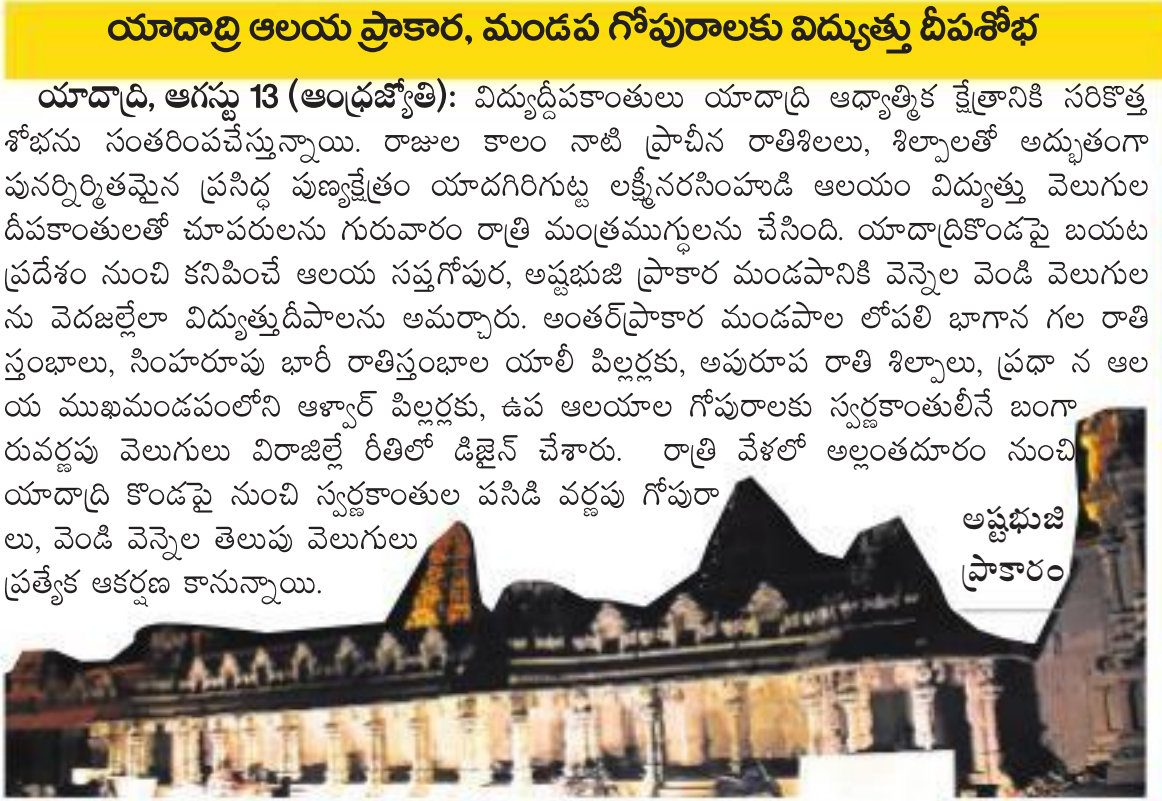 యాదాద్రి ఆలయ ప్రాకార, మండప గోపురాలకు విద్యుత్తు దీపశోభ
యాదాద్రి, ఆగస్టు 13 (ఆంధ్రజ్యోతి): విద్యుద్దీపకాంతులు యాదాద్రి ఆధ్యాత్మిక క్షేత్రానికి సరికొత్త
శోభను సంతరింపచేస్తున్నాయి. రాజుల కాలం నాటి ప్రాచీన రాతిశిలలు, శిల్పాలతో అద్భుతంగా
పునర్నిర్మితమైన ప్రసిద్ధ పుణ్యక్షేత్రం యాదగిరిగుట్ట లక్ష్మీనరసింహుడి ఆలయం విద్యుత్తు వెలుగుల
దీపకాంతులతో చూపరులను గురువారం రాత్రి మంత్రముగ్ధులను చేసింది. యాదాద్రికొండపై బయట
ప్రదేశం నుంచి కనిపించే ఆలయ సప్తగోపుర, అష్టభుజి ప్రాకార మండపానికి వెన్నెల వెండి వెలుగుల
ను వెదజల్లేలా విద్యుత్తుదీపాలను అమర్చారు. అంతర్‌ప్రాకార మండపాల లోపలి భాగాన గల రాతి
స్తంభాలు, సింహరూపు భారీ రాతిస్తంభాల యాలీ పిల్లర్లకు, అపురూప రాతి శిల్పాలు, ప్రధా న ఆల
య ముఖమండపంలోని ఆళ్వార్ పిల్లర్లకు, ఉప ఆలయాల గోపురాలకు స్వర్ణకాంతులీనే బంగా
రువర్ణపు వెలుగులు విరాజిల్లే రీతిలో డిజైన్ చేశారు. రాత్రి వేళలో అల్లంతదూరం నుంచి
యాదాద్రి కొండపై నుంచి స్వర్ణకాంతుల పసిడి వర్ణపు గోపురా
లు, వెండి వెన్నెల తెలుపు వెలుగులు
ప్రత్యేక ఆకర్షణ కానున్నాయి.
అష్టభుజి
ప్రాకారం